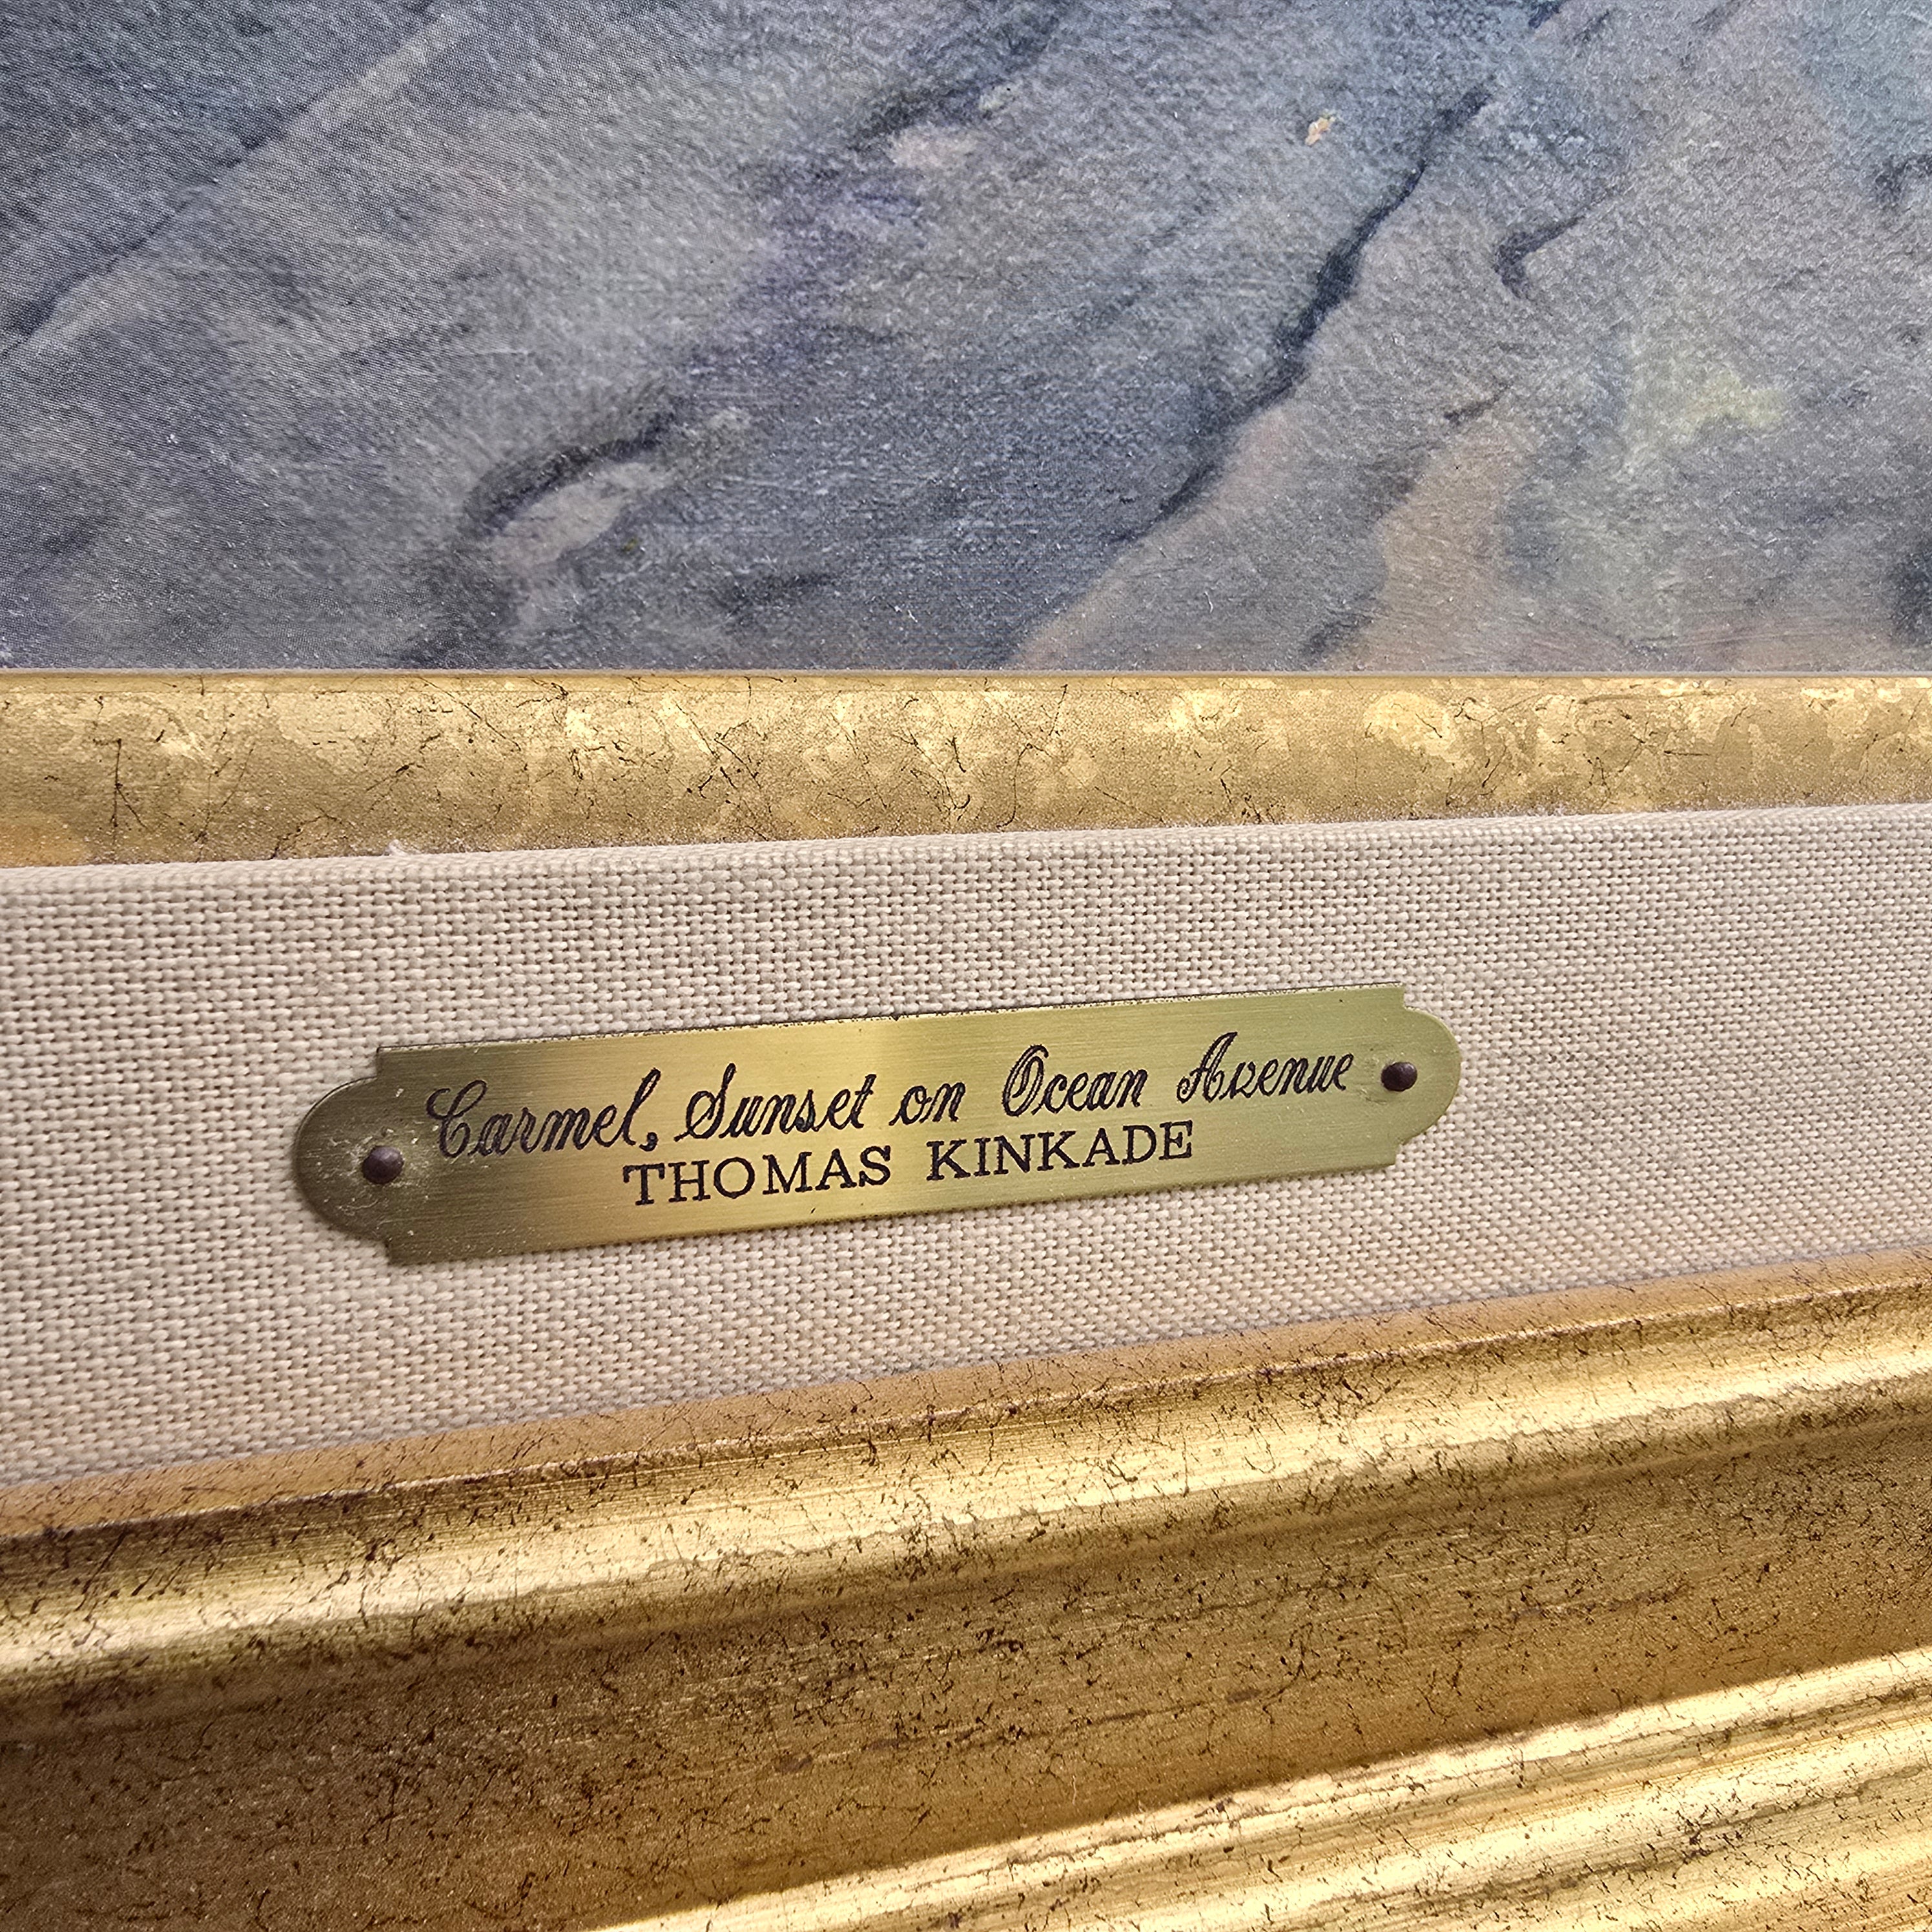 Carmel, Sunset on Ocean Avenue
THOMAS KINKADE